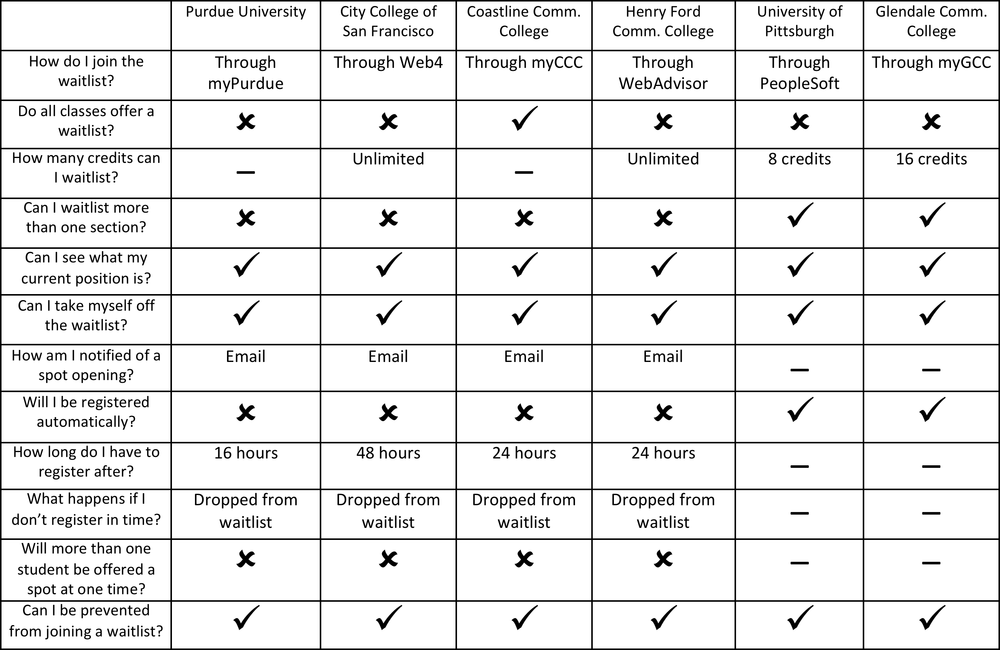 Purdue University
City College of
San Francisco
Coastline Comm.
College
Henry Ford
Comm. College
University of
Pittsburgh
Glendale Comm.
College
How do I join the
waitlist?
Through
myPurdue
Through Web4
Through myCCC
Through
WebAdvisor
Through
PeopleSoft
Through myGCC
Do all classes offer a
waitlist?
✘
✘
✓
✘
✘
✘
How many credits can
I waitlist?
–
Unlimited
–
Unlimited
8 credits
16 credits
Can I waitlist more
than one section?
✘
✘
✘
✘
✓
✓
Can I see what my
current position is?
✓
✓
✓
✓
✓
✓
Can I take myself off
the waitlist?
✓
✓
✓
✓
✓
✓
How am I notified of a
spot opening?
Email
Email
Email
Email
–
–
Will I be registered
automatically?
✘
✘
✘
✘
✓
✓
How long do I have to
register after?
16 hours
48 hours
24 hours
24 hours
–
–
What happens if I
don’t register in time?
Dropped from
waitlist
Dropped from
waitlist
Dropped from
waitlist
Dropped from
waitlist
–
–
Will more than one
student be offered a
spot at one time?
✘
✘
✘
✘
–
–
Can I be prevented
from joining a waitlist?
✓
✓
✓
✓
✓
✓